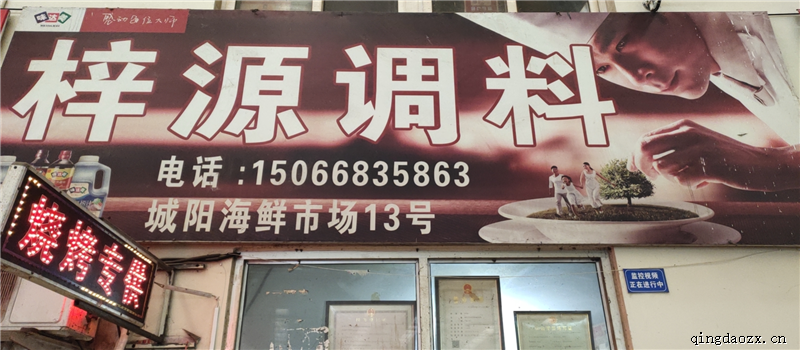 梓源调料
电话:15066835863
城阳海鲜市场13号
烧烤专供
监控视频
正在进行中
qingdaozx.cn